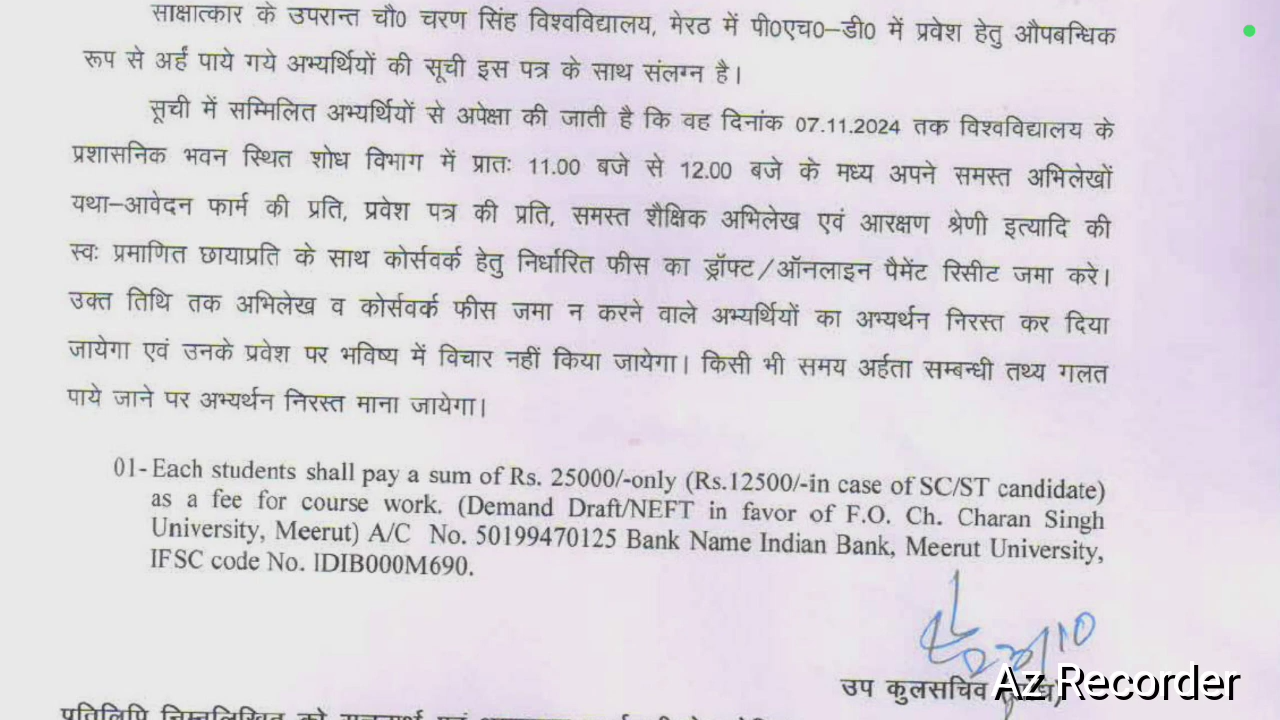 साक्षात्कार के उपरान्त चौ0 चरण सिंह विश्वविद्यालय, मेरठ में पी0एच0–डी0 में प्रवेश हेतु औपबन्धिक
रूप से अर्ह पाये गये अभ्यर्थियों की सूची इस पत्र के साथ संलग्न है।
सूची में सम्मिलित अभ्यर्थियों से अपेक्षा की जाती है कि वह दिनांक 07.11.2024 तक विश्वविद्यालय के
प्रशासनिक भवन स्थित शोध विभाग में प्रातः 11.00 बजे से 12.00 बजे के मध्य अपने समस्त अभिलेखों
यथा–आवेदन फार्म की प्रति, प्रवेश पत्र की प्रति, समस्त शैक्षिक अभिलेख एवं आरक्षण श्रेणी इत्यादि की
स्वः प्रमाणित छायाप्रति के साथ कोर्सवर्क हेतु निर्धारित फीस का ड्रॉफ्ट/ऑनलाइन पैमेंट रिसीट जमा करे।
उक्त तिथि तक अभिलेख व कोर्सवर्क फीस जमा न करने वाले अभ्यर्थियों का अभ्यर्थन निरस्त कर दिया
जायेगा एवं उनके प्रवेश पर भविष्य में विचार नहीं किया जायेगा। किसी भी समय अर्हता सम्बन्धी तथ्य गलत
पाये जाने पर अभ्यर्थन निरस्त माना जायेगा।
01- Each students shall pay a sum of Rs. 25000/-only (Rs.12500/-in case of SC/ST candidate)
as a fee for course work. (Demand Draft/NEFT in favor of F.O. Ch. Charan Singh
University, Meerut) A/C No. 50199470125 Bank Name Indian Bank, Meerut University,
IFSC code No. IDIB000M690.
उप कुलसचिव
Az Recorder
प्रतिलिपि निम्नलिखित को